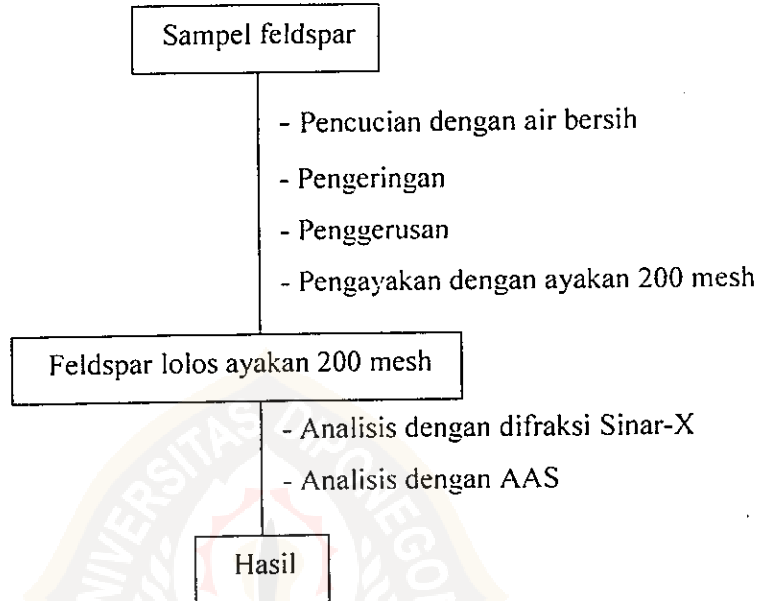 Sampel feldspar
- Pencucian dengan air bersih
- Pengeringan
- Penggerusan
- Pengayakan dengan ayakan 200 mesh
Feldspar lolos ayakan 200 mesh
- Analisis dengan difraksi Sinar-X
- Analisis dengan AAS
Hasil